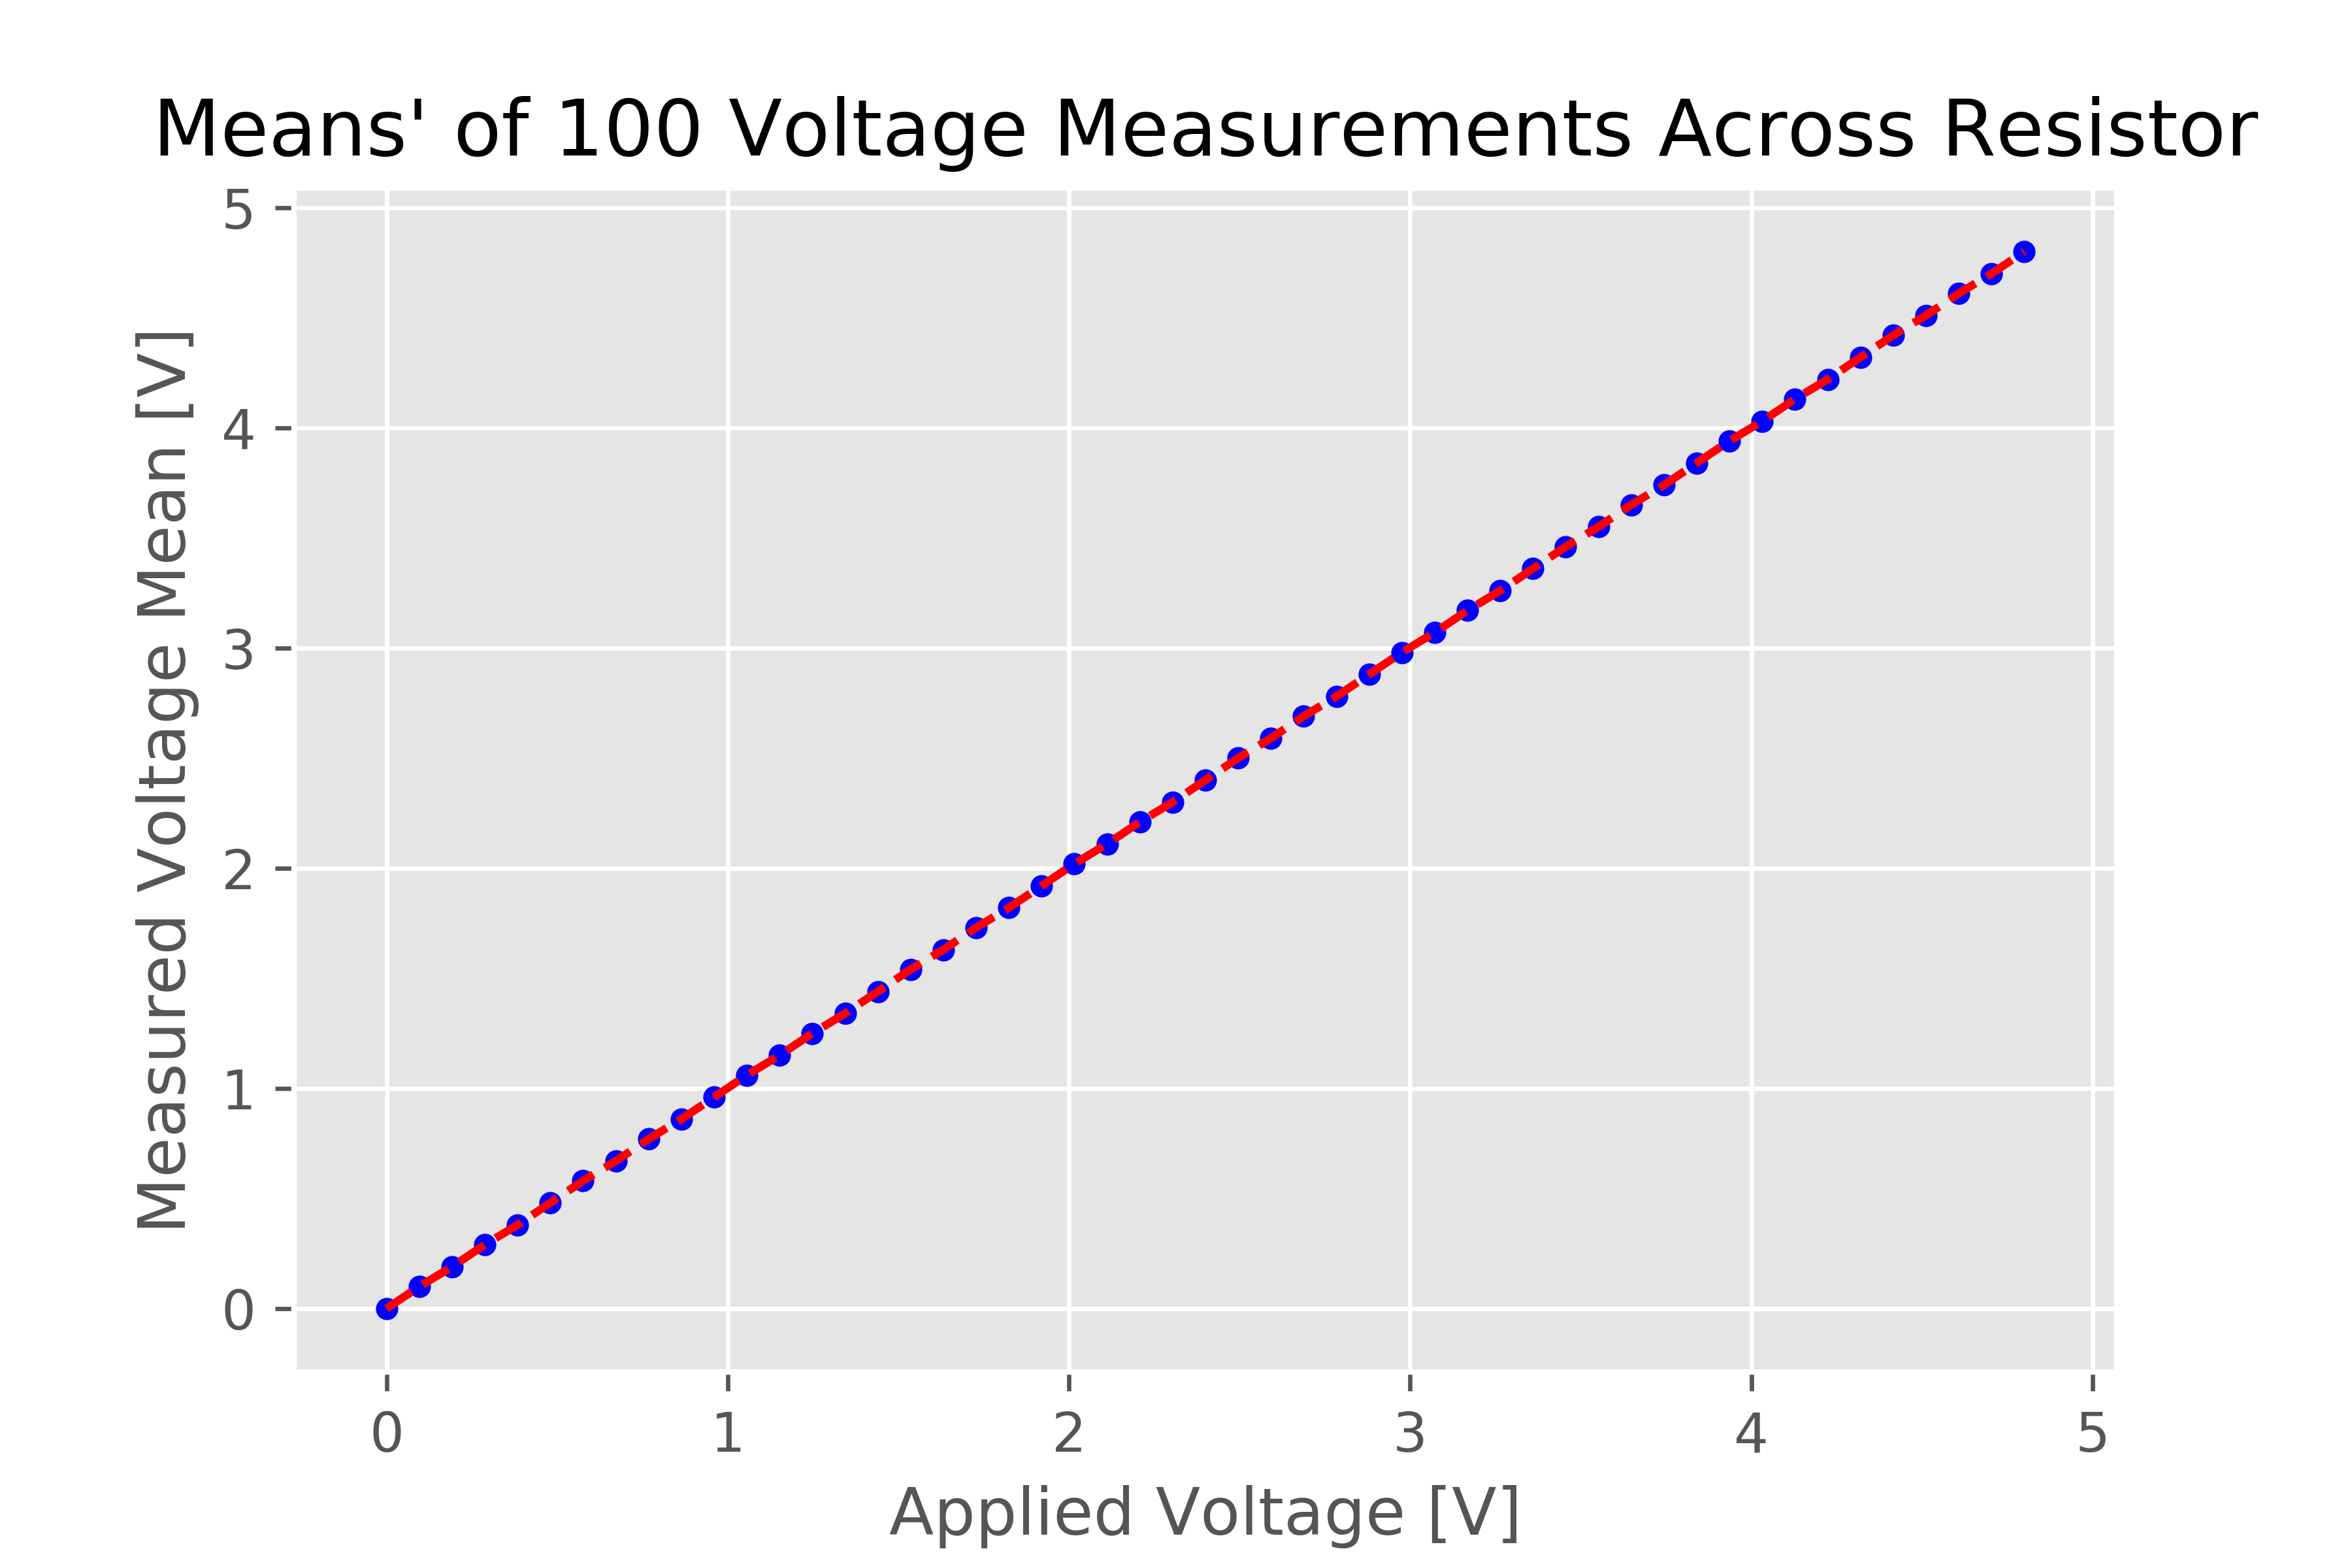 Means' of 100 Voltage Measurements Across Resistor
5
4
3
2
1
0
Measured Voltage Mean [V]
0 1 2 3 4 5
Applied Voltage [V]